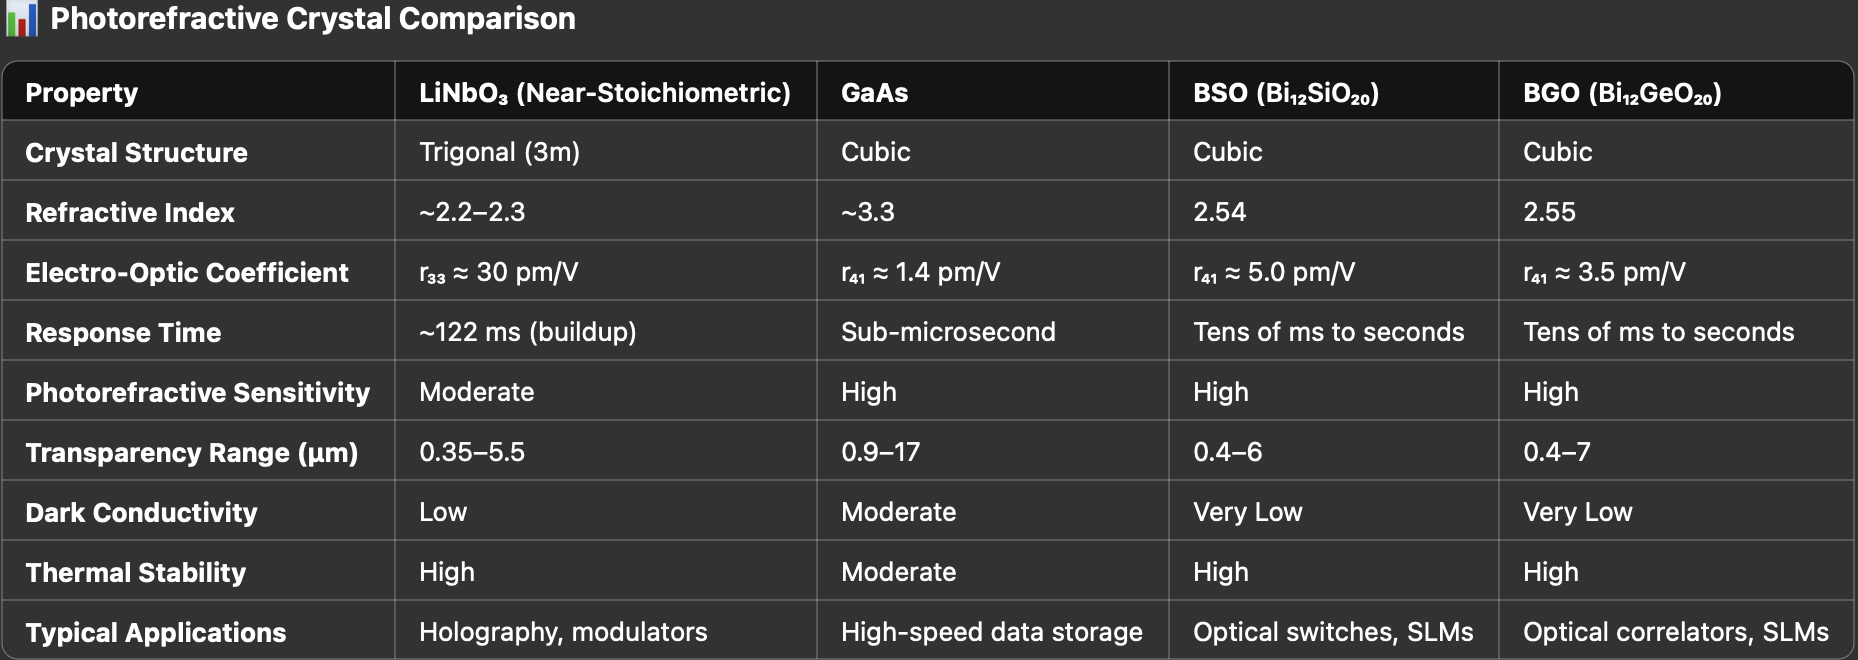 Photorefractive Crystal Comparison
Property LiNbO₃ (Near-Stoichiometric) GaAs BSO (Bi₁₂SiO₂₀) BGO (Bi₁₂GeO₂₀)
Crystal Structure Trigonal (3m) Cubic Cubic Cubic
Refractive Index ~2.2–2.3 ~3.3 2.54 2.55
Electro-Optic Coefficient r₃₃ ≈ 30 pm/V r₄₁ ≈ 1.4 pm/V r₄₁ ≈ 5.0 pm/V r₄₁ ≈ 3.5 pm/V
Response Time ~122 ms (buildup) Sub-microsecond Tens of ms to seconds Tens of ms to seconds
Photorefractive Sensitivity Moderate High High High
Transparency Range (µm) 0.35–5.5 0.9–17 0.4–6 0.4–7
Dark Conductivity Low Moderate Very Low Very Low
Thermal Stability High Moderate High High
Typical Applications Holography, modulators High-speed data storage Optical switches, SLMs Optical correlators, SLMs